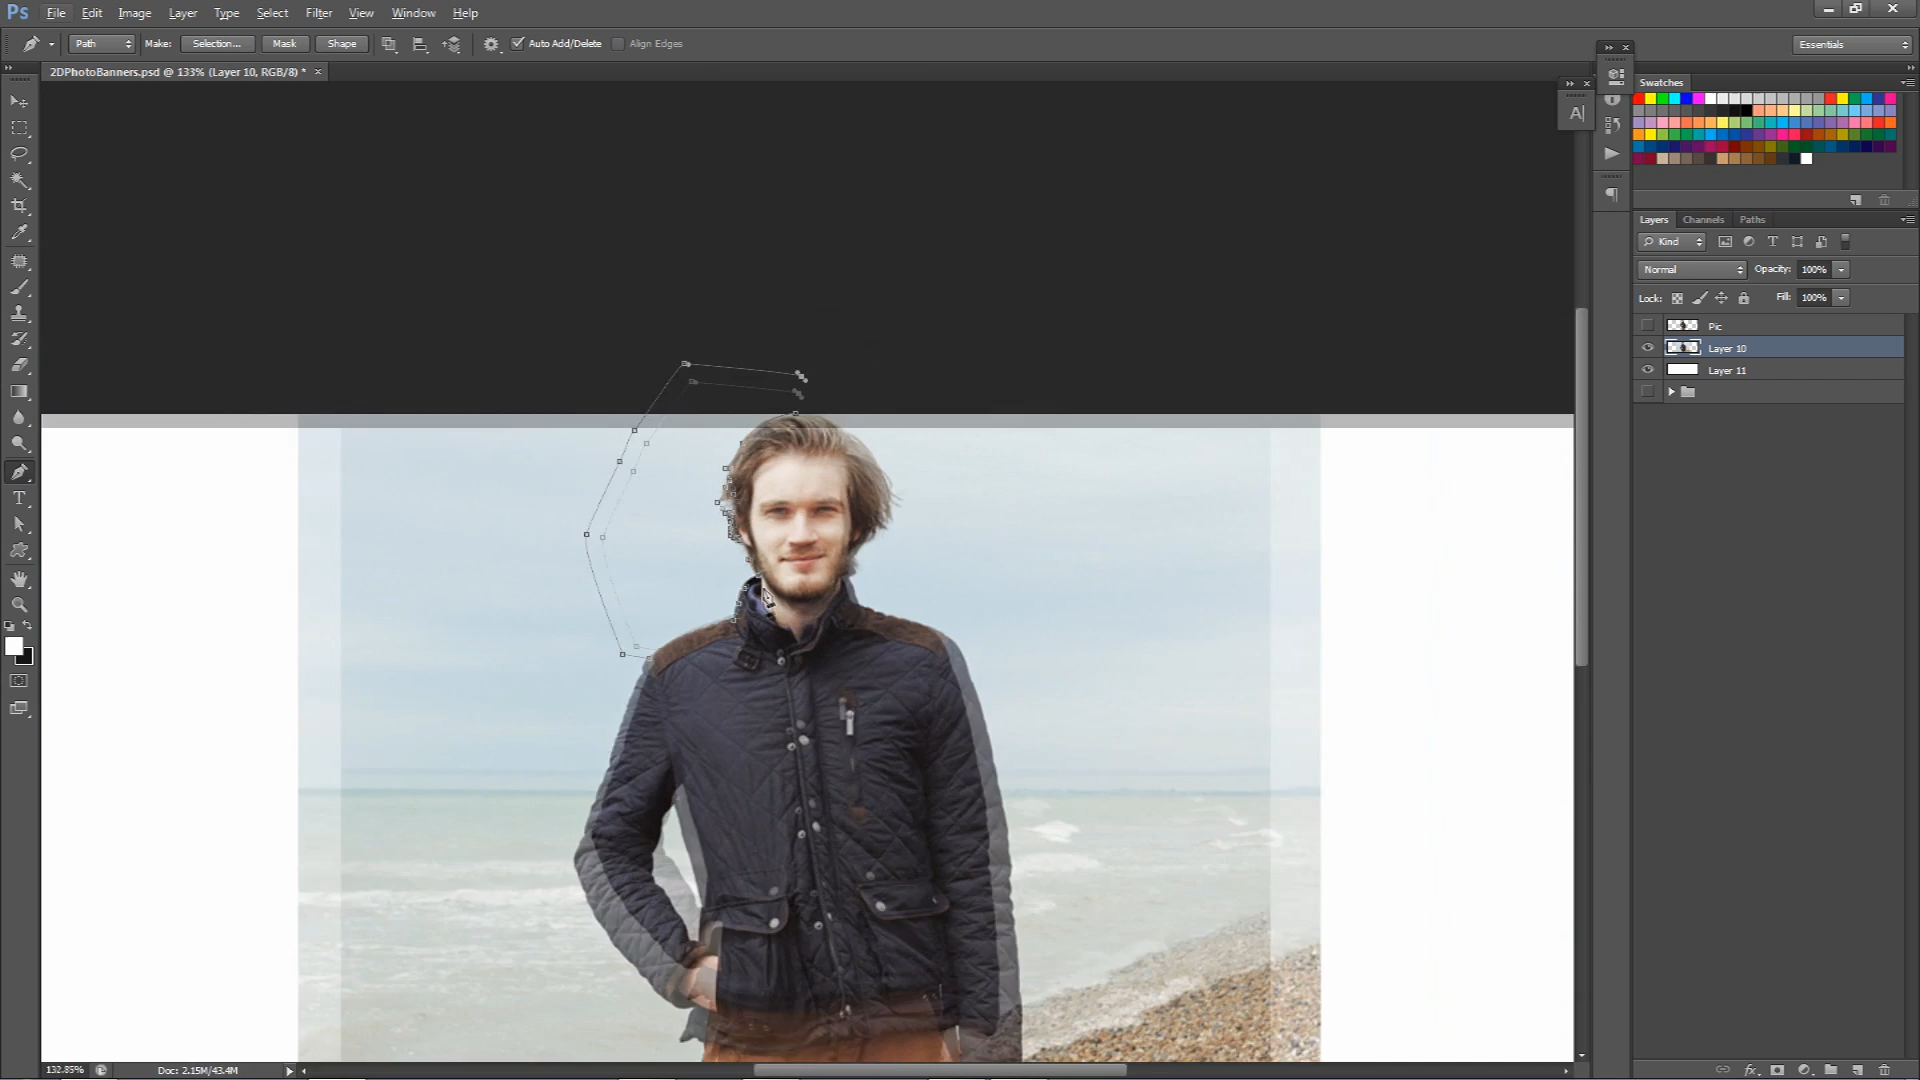 Ps File Edit Image Layer Type Select Filter View Window Help
Path Make: Selection... Mask Shape Auto Add/Delete Align Edges Essentials
2DPhotoBanners.psd @ 133% (Layer 10, RGB/8) *
Swatches
Layers Channels Paths
Kind
Normal Opacity: 100%
Lock: Fill: 100%
Pic
Layer 10
Layer 11
132.85% Doc: 2.15M/43.4M